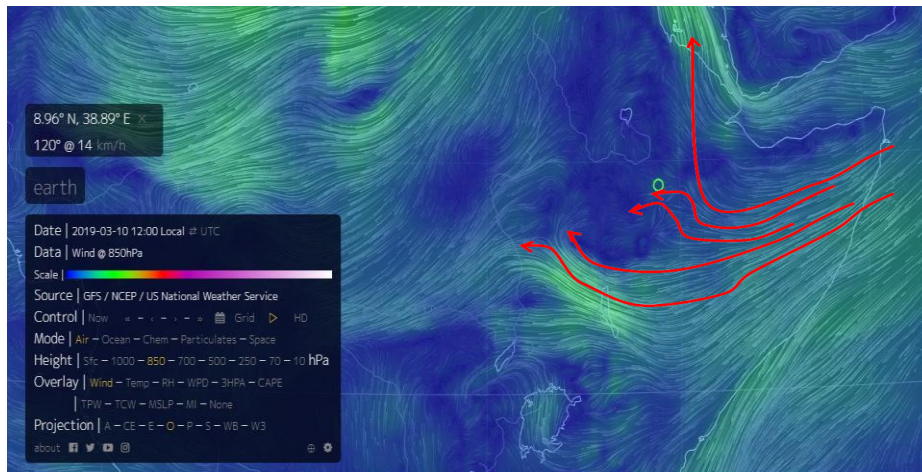 8.96° N, 38.89° E ×
120° @ 14 km/h
earth
Date | 2019-03-10 12:00 Local ⇄ UTC
Data | Wind @ 850hPa
Scale |
Source | GFS / NCEP / US National Weather Service
Control | Now « – ‹ – › – » Grid HD
Mode | Air – Ocean – Chem – Particulates – Space
Height | Sfc – 1000 – 850 – 700 – 500 – 250 – 70 – 10 hPa
Overlay | Wind – Temp – RH – WPD – 3HPA – CAPE
| TPW – TCW – MSLP – MI – None
Projection | A – CE – E – O – P – S – WB – W3
about